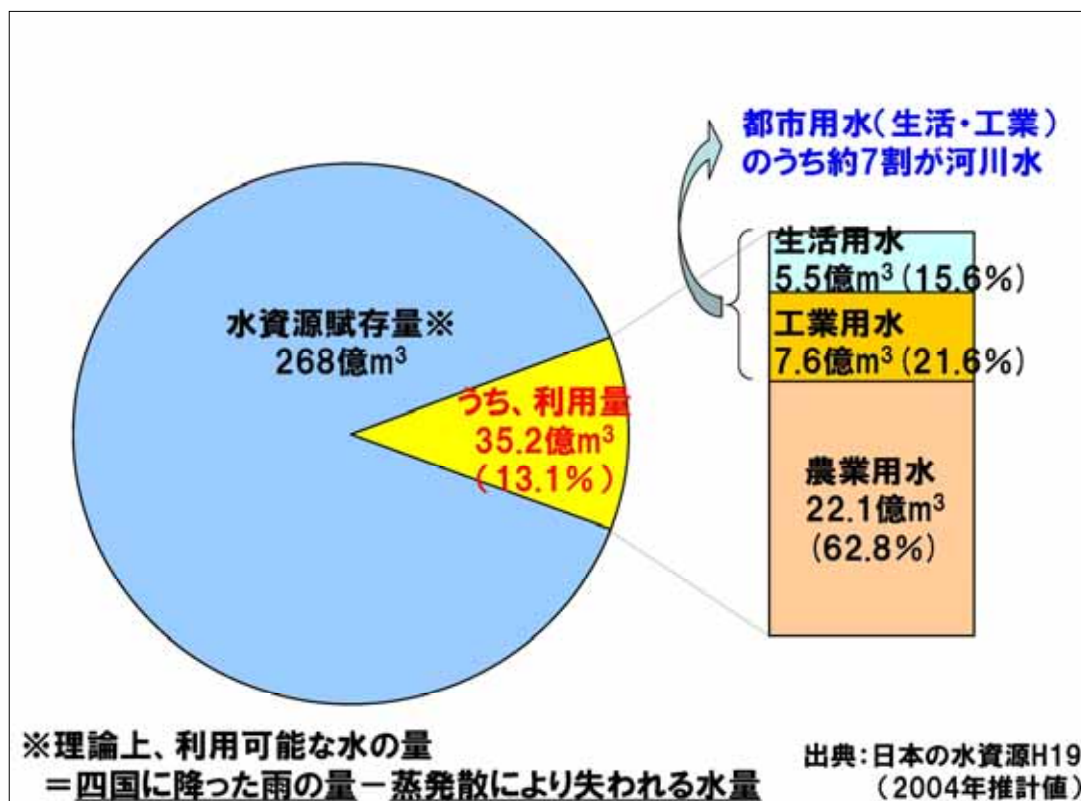 都市用水（生活・工業）
のうち約7割が河川水
水資源賦存量※
268億m³
うち、利用量
35.2億m³
（13.1%）
生活用水
5.5億m³(15.6%)
工業用水
7.6億m³(21.6%)
農業用水
22.1億m³
(62.8%)
※理論上、利用可能な水の量
＝四国に降った雨の量－蒸発散により失われる水量
出典：日本の水資源H19
（2004年推計値）